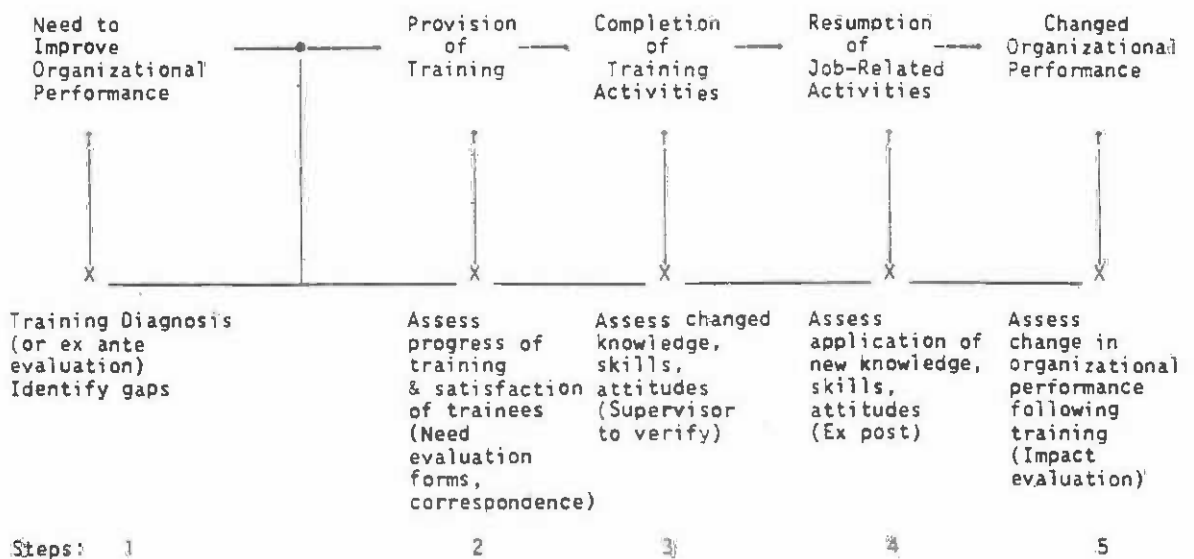 Need to
Improve
Organizational
Performance
Provision
of
Training
Completion
of
Training
Activities
Resumption
of
Job-Related
Activities
Changed
Organizational
Performance
X
X
X
X
X
Training Diagnosis
(or ex ante
evaluation)
Identify gaps
Assess
progress of
training
& satisfaction
of trainees
(Need
evaluation
forms,
correspondence)
Assess changed
knowledge,
skills,
attitudes
(Supervisor
to verify)
Assess
application of
new knowledge,
skills,
attitudes
(Ex post)
Assess
change in
organizational
performance
following
training
(Impact
evaluation)
Steps: 1 2 3 4 5